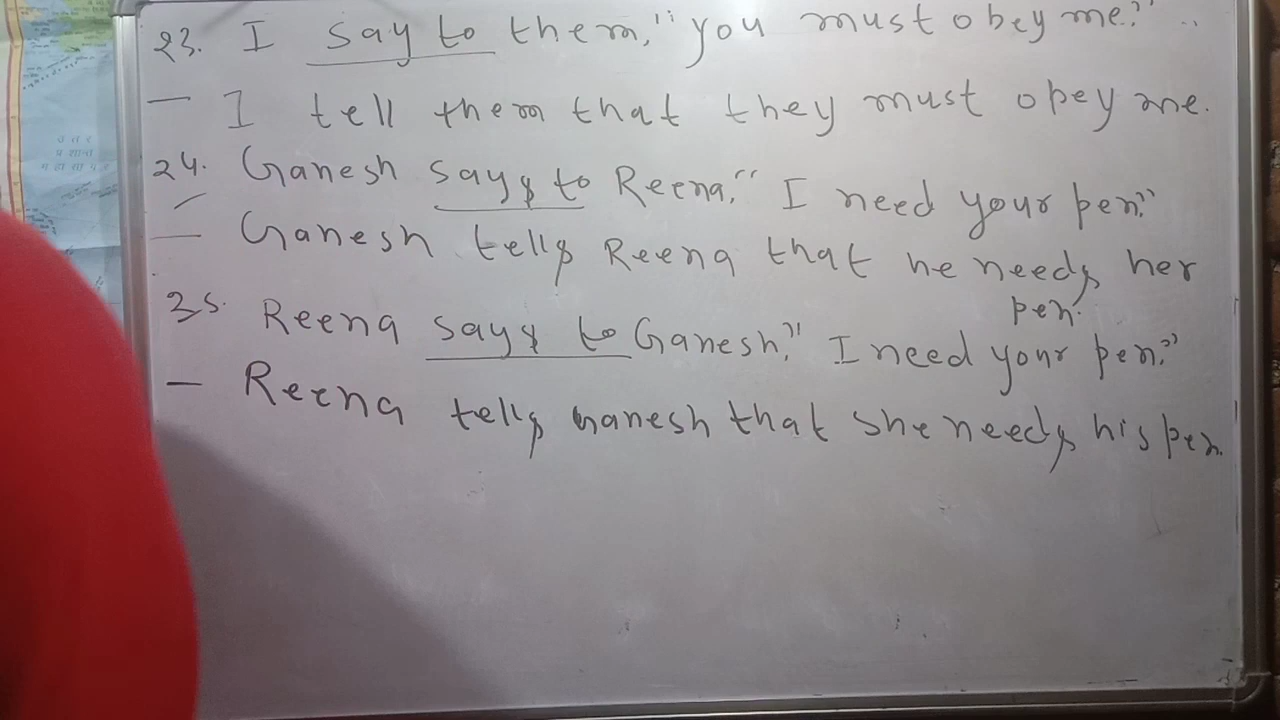 23. I say to them," you must obey me."
— I tell them that they must obey me.
24. Ganesh says to Reena," I need your pen."
— Ganesh tells Reena that he needs her
pen.
25. Reena says to Ganesh," I need your pen."
— Reena tells Ganesh that she needs his pen.